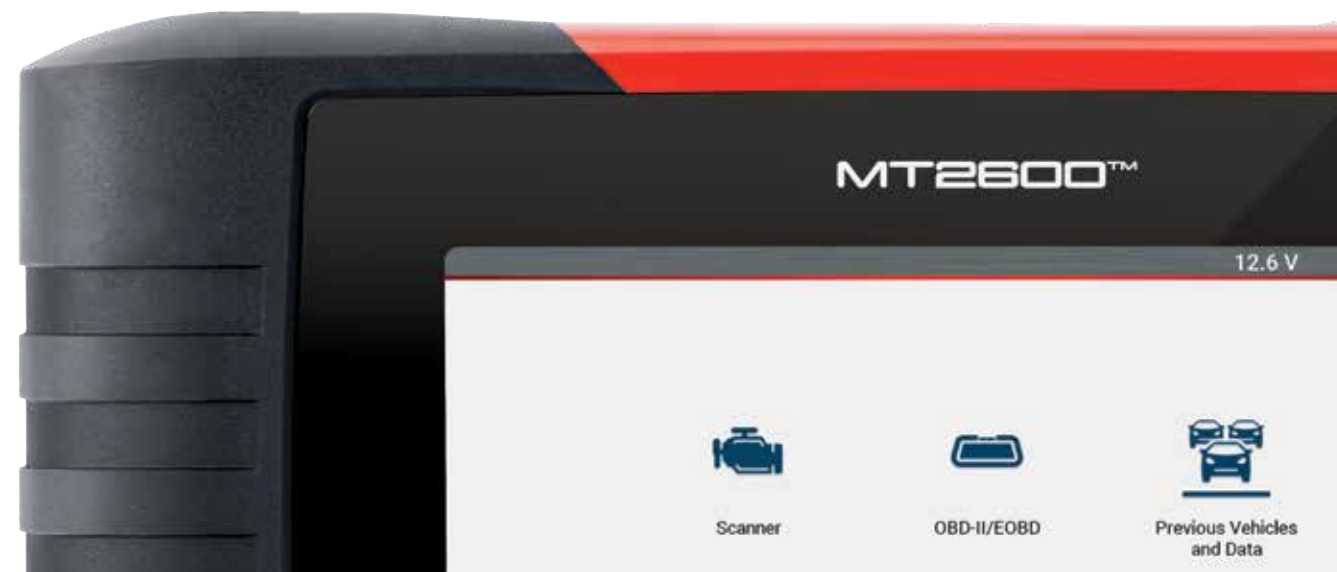 MT2600™
12.6 V
Scanner
OBD-II/EOBD
Previous Vehicles
and Data